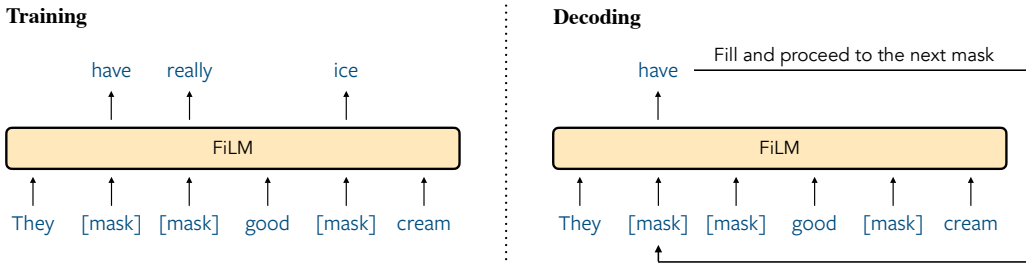 Training
have really ice
FiLM
They [mask] [mask] good [mask] cream
Decoding
have Fill and proceed to the next mask
FiLM
They [mask] [mask] good [mask] cream